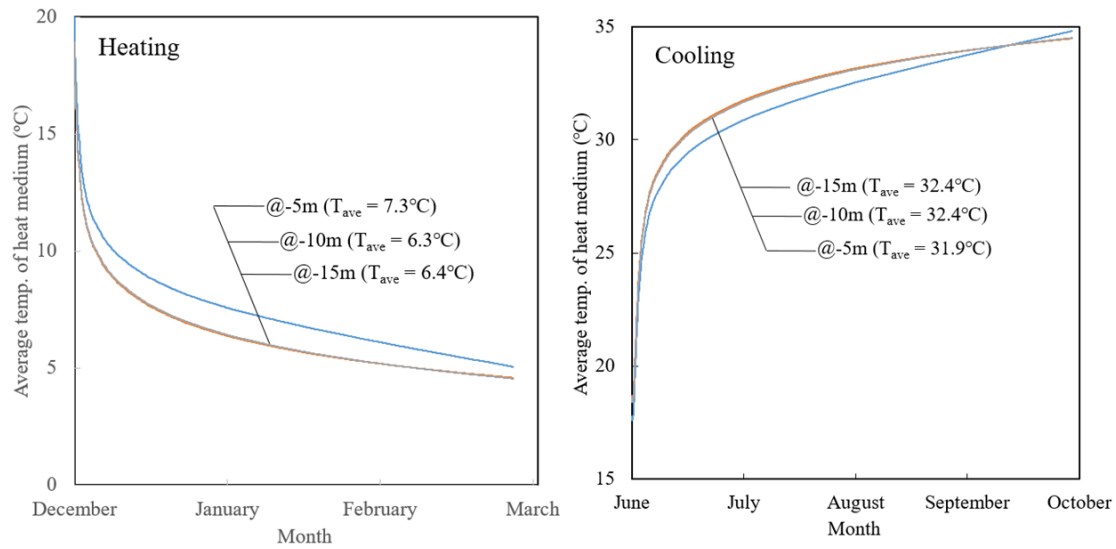 Heating
Average temp. of heat medium (℃)
20
15
10
5
0
@-5m (Tave = 7.3℃)
@-10m (Tave = 6.3℃)
@-15m (Tave = 6.4℃)
December January February March
Month
Cooling
Average temp. of heat medium (℃)
35
30
25
20
15
@-15m (Tave = 32.4℃)
@-10m (Tave = 32.4℃)
@-5m (Tave = 31.9℃)
June July August September October
Month